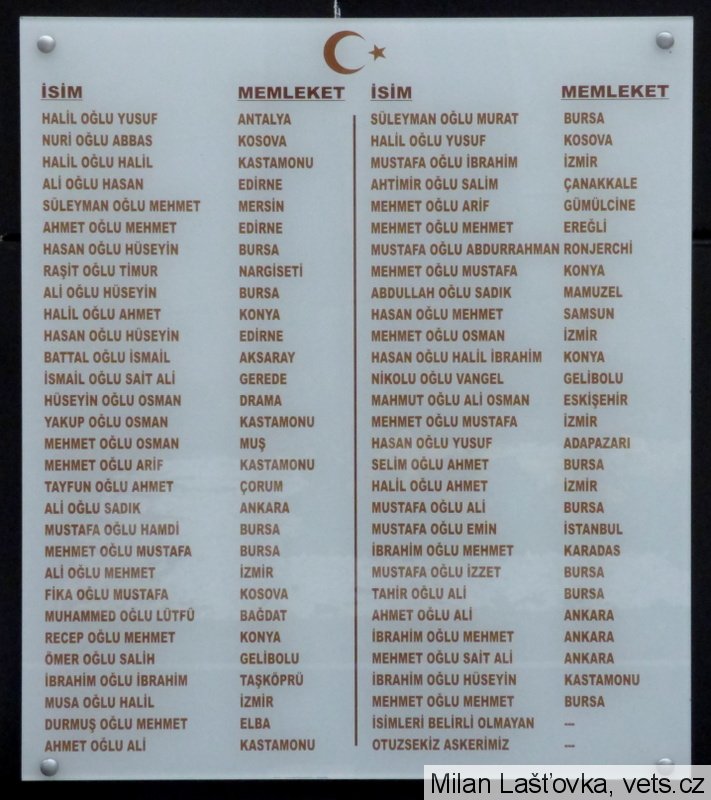 İSİM MEMLEKET
HALİL OĞLU YUSUF ANTALYA
NURİ OĞLU ABBAS KOSOVA
HALİL OĞLU HALİL KASTAMONU
ALİ OĞLU HASAN EDİRNE
SÜLEYMAN OĞLU MEHMET MERSİN
AHMET OĞLU MEHMET EDİRNE
HASAN OĞLU HÜSEYİN BURSA
RAŞİT OĞLU TİMUR NARGİSETİ
ALİ OĞLU HÜSEYİN BURSA
HALİL OĞLU AHMET KONYA
HASAN OĞLU HÜSEYİN EDİRNE
BATTAL OĞLU İSMAİL AKSARAY
İSMAİL OĞLU SAİT ALİ GEREDE
HÜSEYİN OĞLU OSMAN DRAMA
YAKUP OĞLU OSMAN KASTAMONU
MEHMET OĞLU OSMAN MUŞ
MEHMET OĞLU ARİF KASTAMONU
TAYFUN OĞLU AHMET ÇORUM
ALİ OĞLU SADIK ANKARA
MUSTAFA OĞLU HAMDİ BURSA
MEHMET OĞLU MUSTAFA BURSA
ALİ OĞLU MEHMET İZMİR
FİKA OĞLU MUSTAFA KOSOVA
MUHAMMED OĞLU LÜTFÜ BAĞDAT
RECEP OĞLU MEHMET KONYA
ÖMER OĞLU SALİH GELİBOLU
İBRAHİM OĞLU İBRAHİM TAŞKÖPRÜ
MUSA OĞLU HALİL İZMİR
DURMUŞ OĞLU MEHMET ELBA
AHMET OĞLU ALİ KASTAMONU
İSİM MEMLEKET
SÜLEYMAN OĞLU MURAT BURSA
HALİL OĞLU YUSUF KOSOVA
MUSTAFA OĞLU İBRAHİM İZMİR
AHTİMİR OĞLU SALİM ÇANAKKALE
MEHMET OĞLU ARİF GÜMÜLCİNE
MEHMET OĞLU MEHMET EREĞLİ
MUSTAFA OĞLU ABDURRAHMAN RONJERCHİ
MEHMET OĞLU MUSTAFA KONYA
ABDULLAH OĞLU SADIK MAMUZEL
HASAN OĞLU MEHMET SAMSUN
MEHMET OĞLU OSMAN İZMİR
HASAN OĞLU HALİL İBRAHİM KONYA
NİKOLU OĞLU VANGEL GELİBOLU
MAHMUT OĞLU ALİ OSMAN ESKİŞEHİR
MEHMET OĞLU MUSTAFA İZMİR
HASAN OĞLU YUSUF ADAPAZARI
SELİM OĞLU AHMET BURSA
HALİL OĞLU AHMET İZMİR
MUSTAFA OĞLU ALİ BURSA
MUSTAFA OĞLU EMİN İSTANBUL
İBRAHİM OĞLU MEHMET KARADAS
MUSTAFA OĞLU İZZET BURSA
TAHİR OĞLU ALİ BURSA
AHMET OĞLU ALİ ANKARA
İBRAHİM OĞLU MEHMET ANKARA
MEHMET OĞLU SAİT ALİ ANKARA
İBRAHİM OĞLU HÜSEYİN KASTAMONU
MEHMET OĞLU MEHMET BURSA
İSİMLERİ BELİRLİ OLMAYAN ---
OTUZSEKİZ ASKERİMİZ ---
Milan Lašťovka, vets.cz